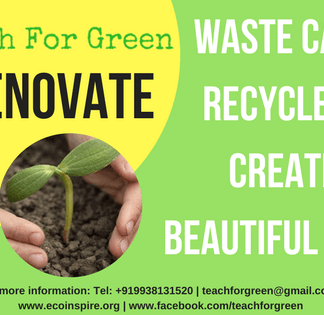 h For Green
ENOVATE
WASTE CA
RECYCLE
CREAT
BEAUTIFUL
more information: Tel: +919938131520 | teachforgreen@gmail.co
www.ecoinspire.org | www.facebook.com/teachforgreen